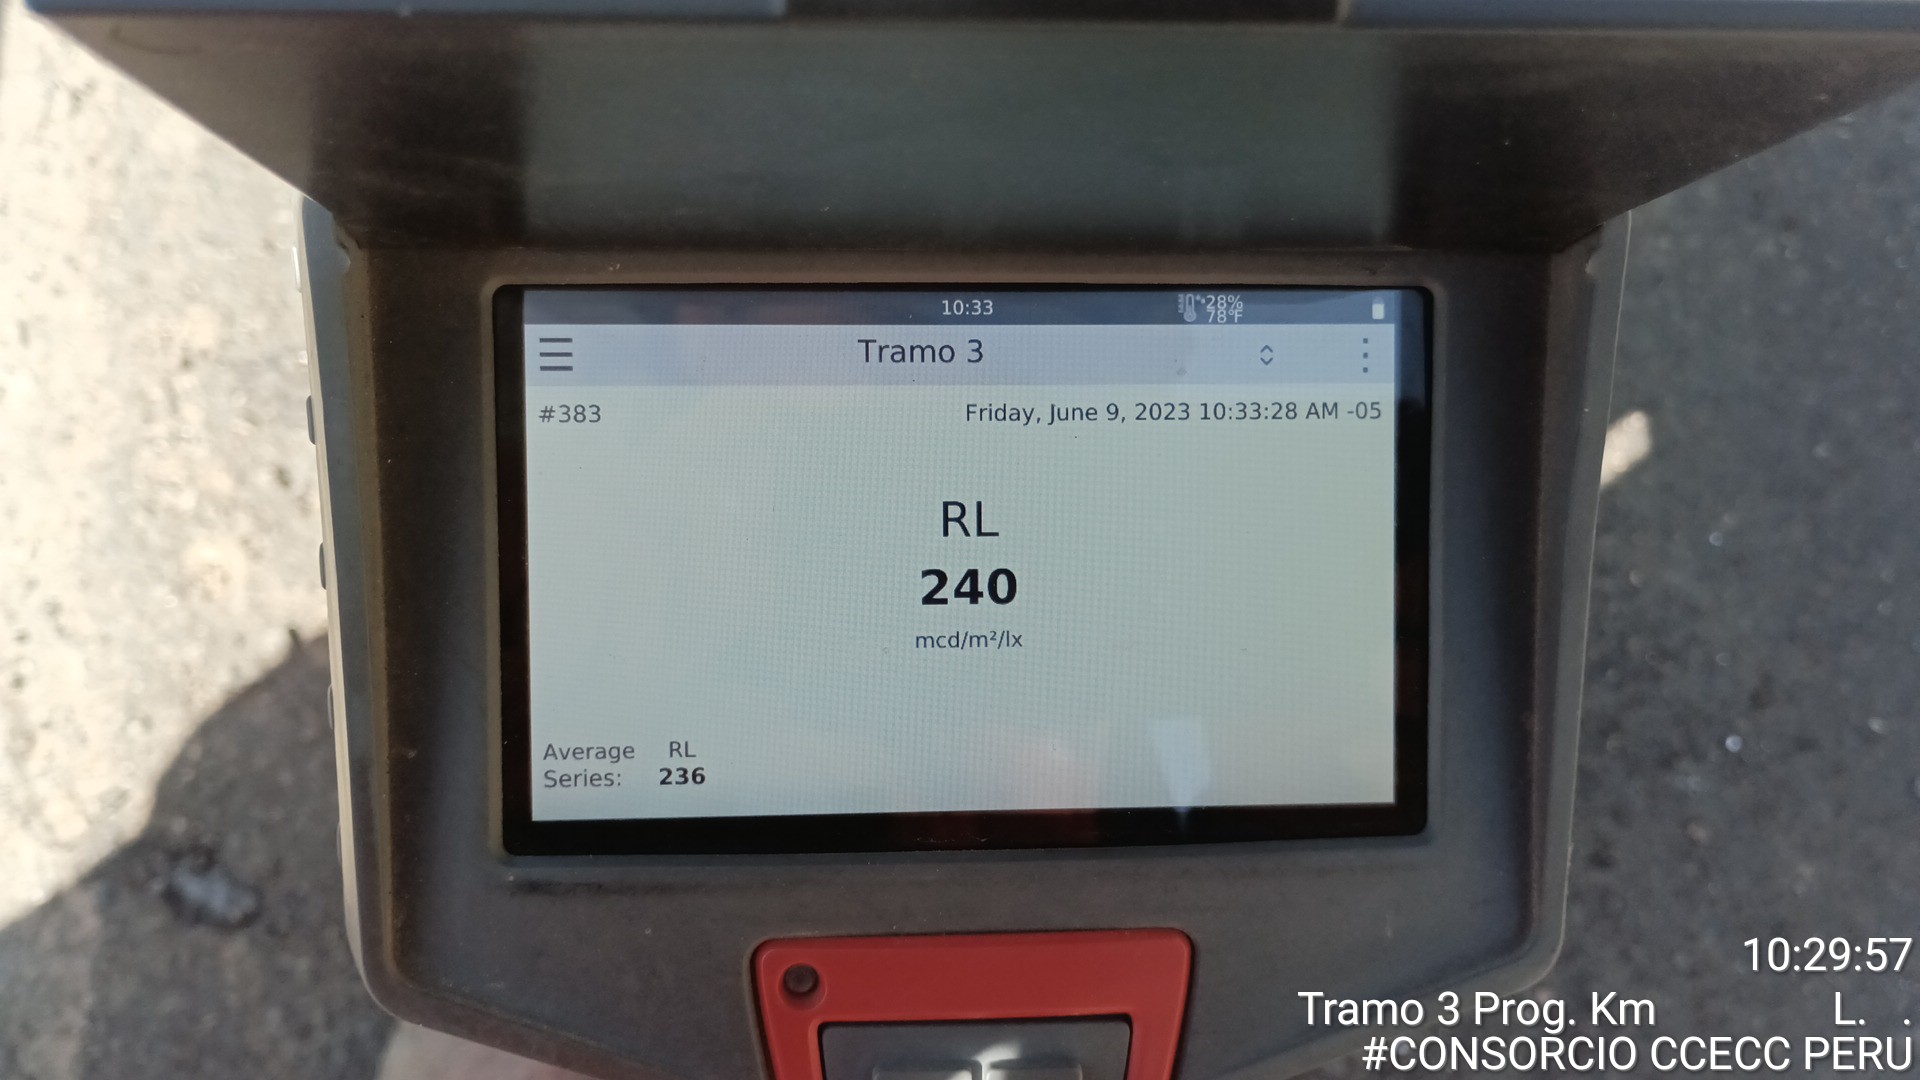 10:33
28%
78°F
Tramo 3
#383
Friday, June 9, 2023 10:33:28 AM -05
RL
240
mcd/m²/lx
Average RL
Series: 236
10:29:57
Tramo 3 Prog. Km L. .
#CONSORCIO CCECC PERU